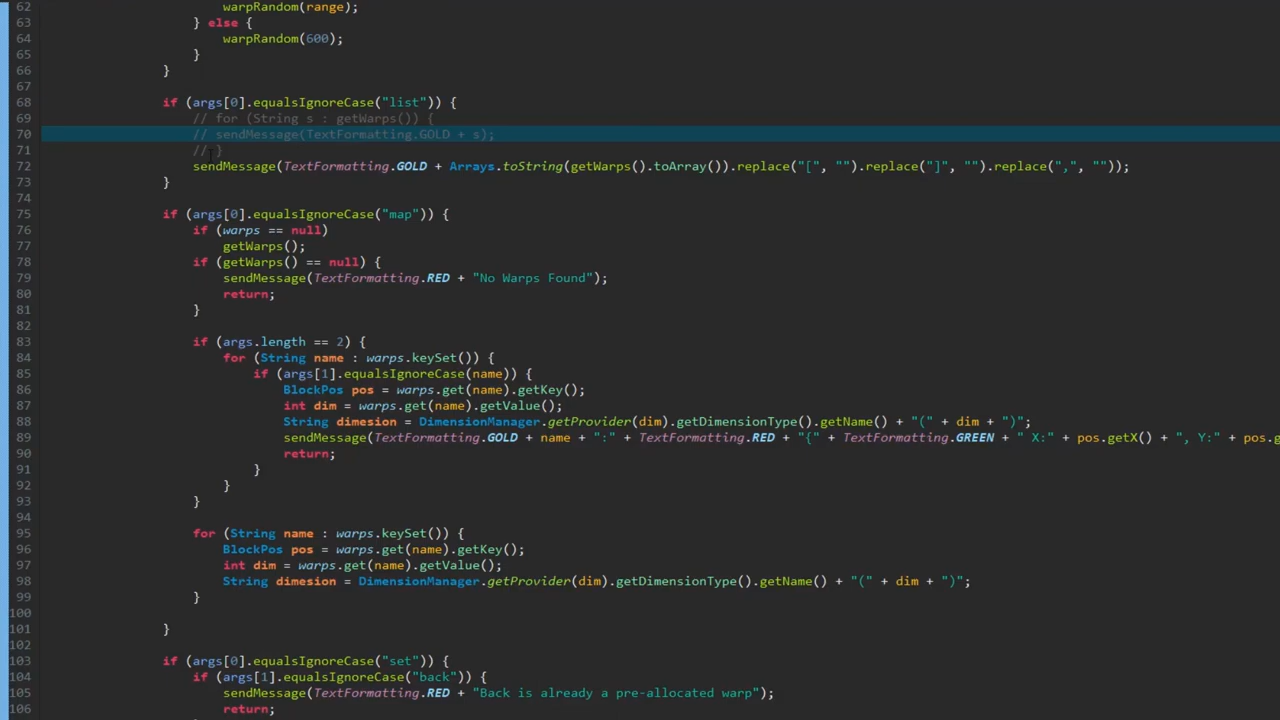 62 warpRandom(range);
63 } else {
64 warpRandom(600);
65 }
66 }
67
68 if (args[0].equalsIgnoreCase("list")) {
69 // for (String s : getWarps()) {
70 // sendMessage(TextFormatting.GOLD + s);
71 // }
72 sendMessage(TextFormatting.GOLD + Arrays.toString(getWarps().toArray()).replace("[", "").replace("]", "").replace(",", ""));
73 }
74
75 if (args[0].equalsIgnoreCase("map")) {
76 if (warps == null)
77 getWarps();
78 if (getWarps() == null) {
79 sendMessage(TextFormatting.RED + "No Warps Found");
80 return;
81 }
82
83 if (args.length == 2) {
84 for (String name : warps.keySet()) {
85 if (args[1].equalsIgnoreCase(name)) {
86 BlockPos pos = warps.get(name).getKey();
87 int dim = warps.get(name).getValue();
88 String dimesion = DimensionManager.getProvider(dim).getDimensionType().getName() + "(" + dim + ")";
89 sendMessage(TextFormatting.GOLD + name + ":" + TextFormatting.RED + "{" + TextFormatting.GREEN + " X:" + pos.getX() + ", Y:" + pos.g
90 return;
91 }
92 }
93 }
94
95 for (String name : warps.keySet()) {
96 BlockPos pos = warps.get(name).getKey();
97 int dim = warps.get(name).getValue();
98 String dimesion = DimensionManager.getProvider(dim).getDimensionType().getName() + "(" + dim + ")";
99 }
100
101 }
102
103 if (args[0].equalsIgnoreCase("set")) {
104 if (args[1].equalsIgnoreCase("back")) {
105 sendMessage(TextFormatting.RED + "Back is already a pre-allocated warp");
106 return;